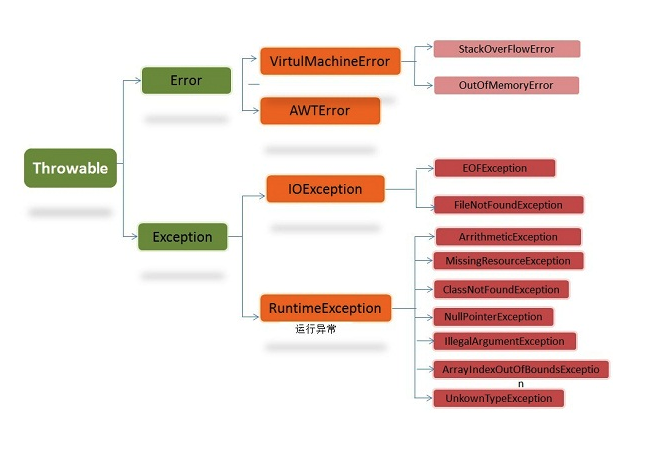 Throwable
Error
VirtulMachineError
StackOverFlowError
OutOfMemoryError
AWTError
Exception
IOException
EOFException
FileNotFoundException
RuntimeException
运行异常
ArrithmeticException
MissingResourceException
ClassNotFoundException
NullPointerException
IllegalArgumentException
ArrayIndexOutOfBoundsExceptio
n
UnkownTypeException